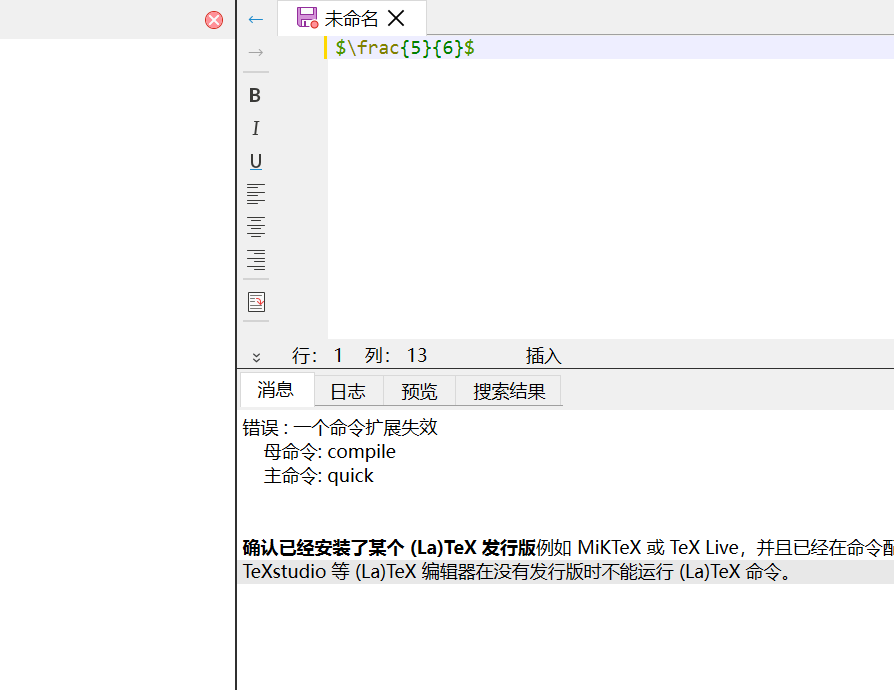 未命名
$\frac{5}{6}$
B
I
U
行: 1 列: 13 插入
消息 日志 预览 搜索结果
错误 : 一个命令扩展失效
母命令: compile
主命令: quick
确认已经安装了某个 (La)TeX 发行版例如 MiKTeX 或 TeX Live，并且已经在命令
TeXstudio 等 (La)TeX 编辑器在没有发行版时不能运行 (La)TeX 命令。